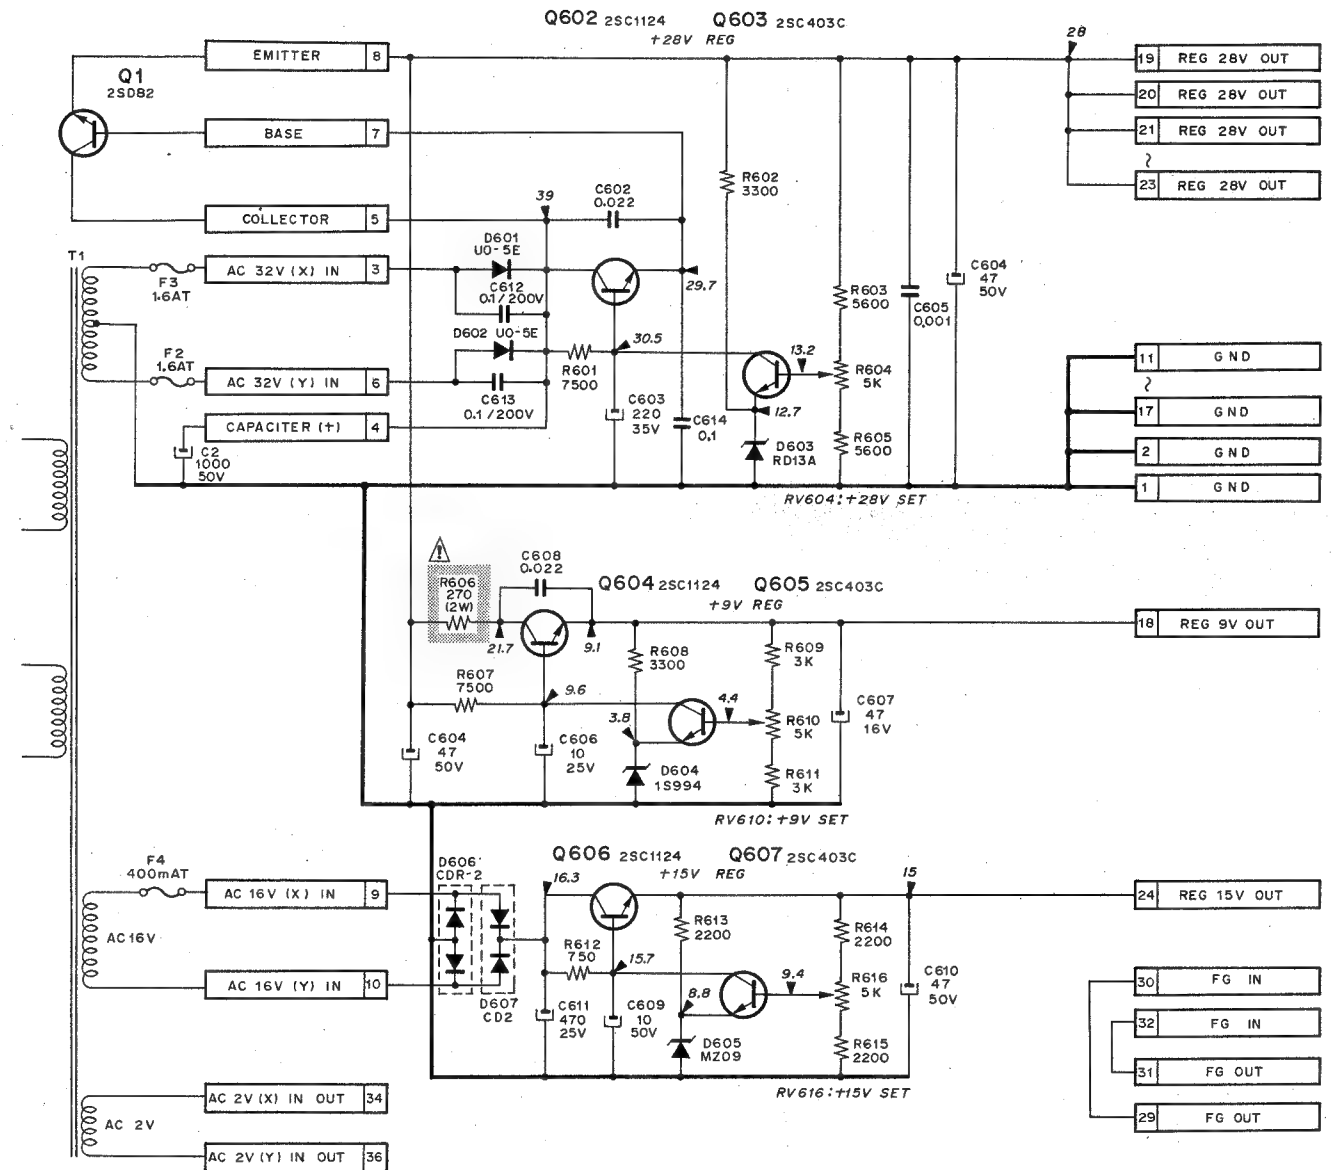 Q602 2SC1124 Q603 2SC403C
+28V REG
28
EMITTER 8
19 REG 28V OUT
Q1
2SD82
20 REG 28V OUT
BASE 7
21 REG 28V OUT
~
23 REG 28V OUT
R602
3300
39
C602
0.022
COLLECTOR 5
D601
UO-5E
T1
AC 32V (X) IN 3
F3
1.6AT
C612
0.1/200V
29.7
R603
5600
C605
0.001
C604
47
50V
D602 UO-5E
30.5
13.2
11 GND
~
F2
1.6AT
R601
7500
R604
5K
AC 32V (Y) IN 6
C613
0.1/200V
C603
220
35V
C614
0.1
12.7
17 GND
CAPACITER (+) 4
C2
1000
50V
D603
RD13A
R605
5600
2 GND
1 GND
RV604:+28V SET
!
R606
270
(2W)
C608
0.022
Q604 2SC1124 Q605 2SC403C
+9V REG
18 REG 9V OUT
21.7
9.1
R608
3300
R609
3K
R607
7500
9.6
4.4
3.8
R610
5K
C607
47
16V
C604
47
50V
C606
10
25V
D604
1S994
R611
3K
RV610:+9V SET
F4
400mAT
D606
CDR-2
Q606 2SC1124 Q607 2SC403C
+15V REG
16.3
15
AC 16V (X) IN 9
24 REG 15V OUT
AC16V
R613
2200
R614
2200
R612
750
15.7
9.4
AC 16V (Y) IN 10
R616
5K
C610
47
50V
30 FG IN
D607
CD2
C611
470
25V
C609
10
50V
8.8
32 FG IN
D605
MZ09
R615
2200
31 FG OUT
RV616:+15V SET
AC 2V (X) IN OUT 34
29 FG OUT
AC 2V
AC 2V (Y) IN OUT 36